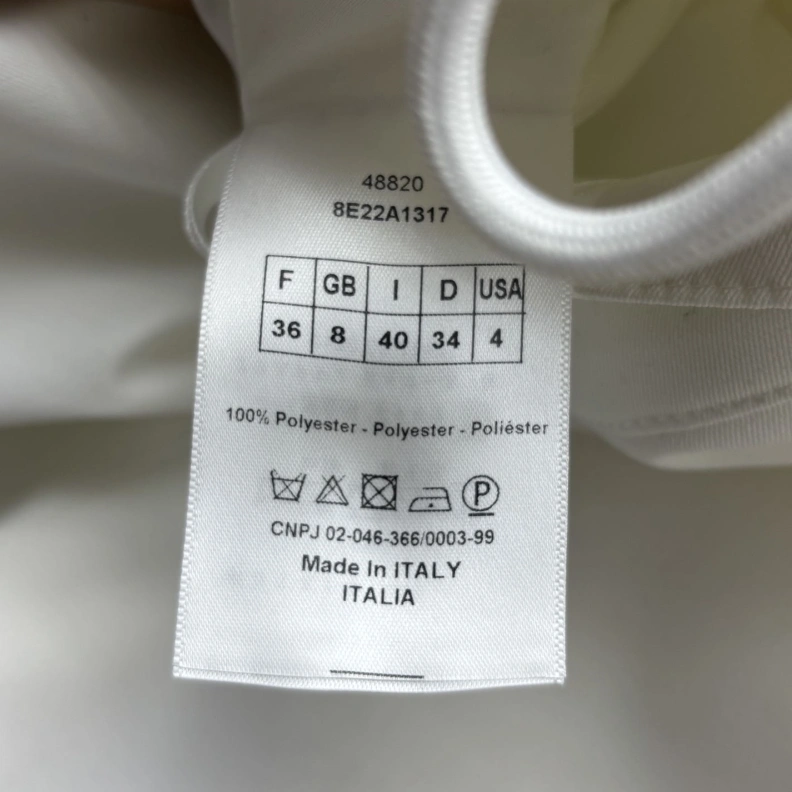 48820
8E22A1317
F GB I D USA
36 8 40 34 4
100% Polyester - Polyester - Poliéster
P
CNPJ 02-046-366/0003-99
Made In ITALY
ITALIA